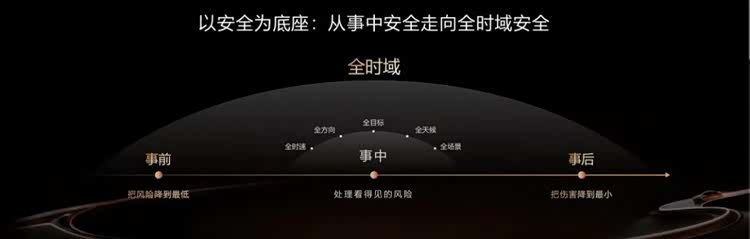 以安全为底座：从事中安全走向全时域安全
全时域
全目标
全方向
全天候
全时速
全场景
事前
事中
事后
把风险降到最低
处理看得见的风险
把伤害降到最小